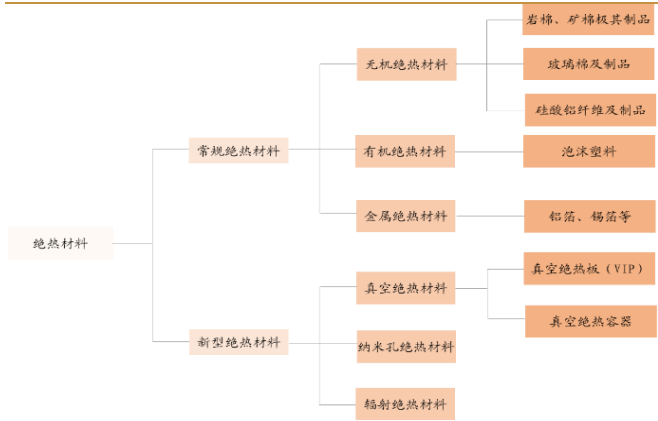 绝热材料
常规绝热材料
无机绝热材料
岩棉、矿棉极其制品
玻璃棉及制品
硅酸铝纤维及制品
有机绝热材料
泡沫塑料
金属绝热材料
铝箔、锡箔等
新型绝热材料
真空绝热材料
真空绝热板（VIP）
真空绝热容器
纳米孔绝热材料
辐射绝热材料